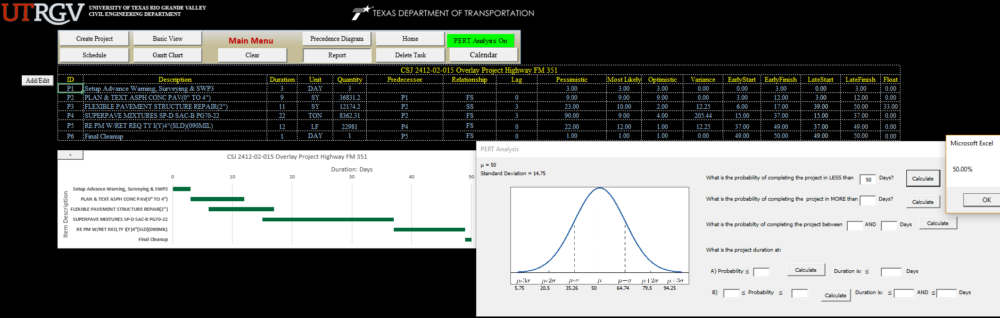 UTRGV
UNIVERSITY OF TEXAS RIO GRANDE VALLEY
CIVIL ENGINEERING DEPARTMENT
TEXAS DEPARTMENT OF TRANSPORTATION
Create Project Basic View Main Menu Precedence Diagram Home PERT Analysis: On
Schedule Gantt Chart Clear Report Delete Task Calendar
CSJ 2412-02-015 Overlay Project Highway FM 351
Add/Edit
ID Description Duration Unit Quantity Predecessor Relationship Lag Pessimistic Most Likely Optimistic Variance EarlyStart EarlyFinish LateStart LateFinish Float
P1 Setup Advance Warning, Surveying & SWP3 3 DAY 3 3.00 3.00 3.00 0.00 0.00 3.00 0.00 3.00 0.00
P2 PLAN & TEXT ASPH CONC PAV(0" TO 4") 9 SY 36831.2 P1 FS 0 9.00 9.00 9.00 0.00 3.00 12.00 3.00 12.00 0.00
P3 FLEXIBLE PAVEMENT STRUCTURE REPAIR(2") 11 SY 12174.2 P2 SS 3 23.00 10.00 2.00 12.25 6.00 17.00 39.00 50.00 33.00
P4 SUPERPAVE MIXTURES SP-D SAC-B PG70-22 22 TON 8362.31 P2 FS 3 90.00 9.00 4.00 205.44 15.00 37.00 15.00 37.00 0.00
P5 RE PM W/RET REQ TY I(Y)4"(SLD)(090MIL) 12 LF 22981 P4 FS 0 22.00 12.00 1.00 12.25 37.00 49.00 37.00 49.00 0.00
P6 Final Cleanup 1 DAY 1 P5 FS 0 1.00 1.00 1.00 0.00 49.00 50.00 49.00 50.00 0.00
x
CSJ 2412-02-015 Overlay Project Highway FM 351
Duration: Days
0 10 20 30 40 50
Item Description
Setup Advance Warning, Surveying & SWP3
PLAN & TEXT ASPH CONC PAV(0" TO 4")
FLEXIBLE PAVEMENT STRUCTURE REPAIR(2")
SUPERPAVE MIXTURES SP-D SAC-B PG70-22
RE PM W/RET REQ TY I(Y)4"(SLD)(090MIL)
Final Cleanup
PERT Analysis
μ = 50
Standard Deviation = 14.75
μ-3σ μ-2σ μ-σ μ μ-σ μ+2σ μ+3σ
5.75 20.5 35.26 50 64.74 79.5 94.25
What is the probability of completing the project in LESS than 50 Days? Calculate
What is the probability of completing the project in MORE than Days? Calculate
What is the probabilty of completing the project between AND Days Calculate
What is the project duration at:
A) Probability ≤ Calculate Duration is: ≤ Days
B) ≤ Probability ≤ Calculate Duration is: ≤ AND ≤ Days
Microsoft Excel
50.00%
OK